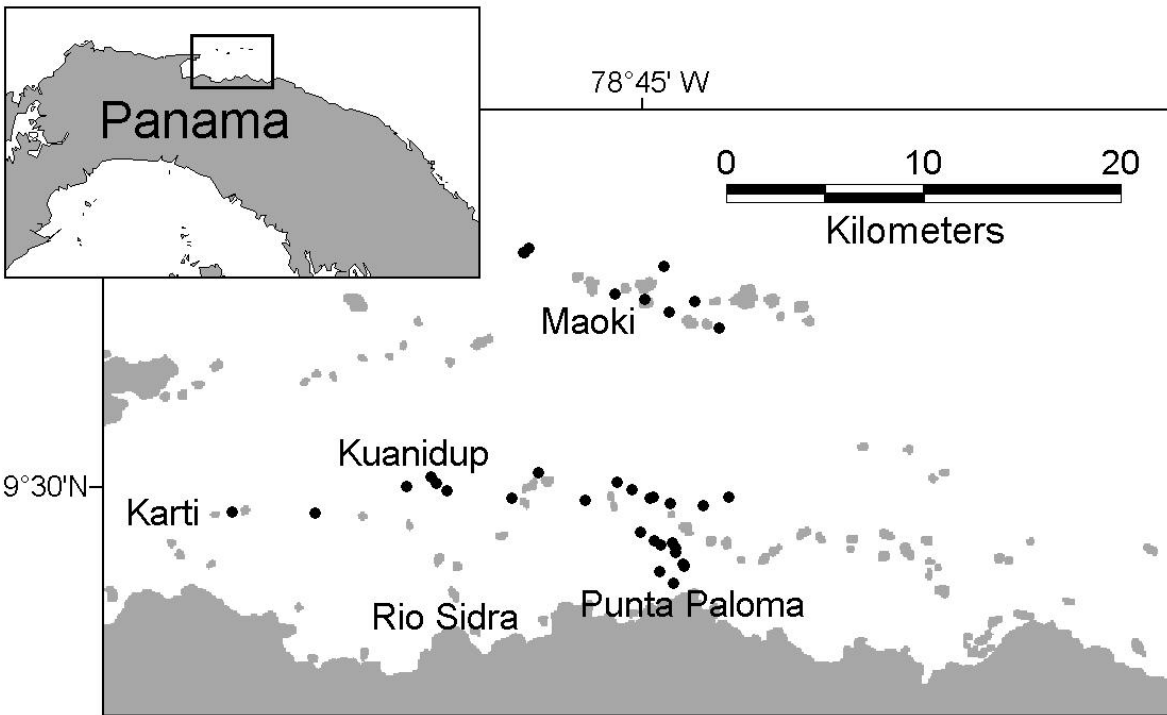 Panama
78°45' W
0 10 20
Kilometers
Maoki
Kuanidup
9°30'N
Karti
Rio Sidra
Punta Paloma